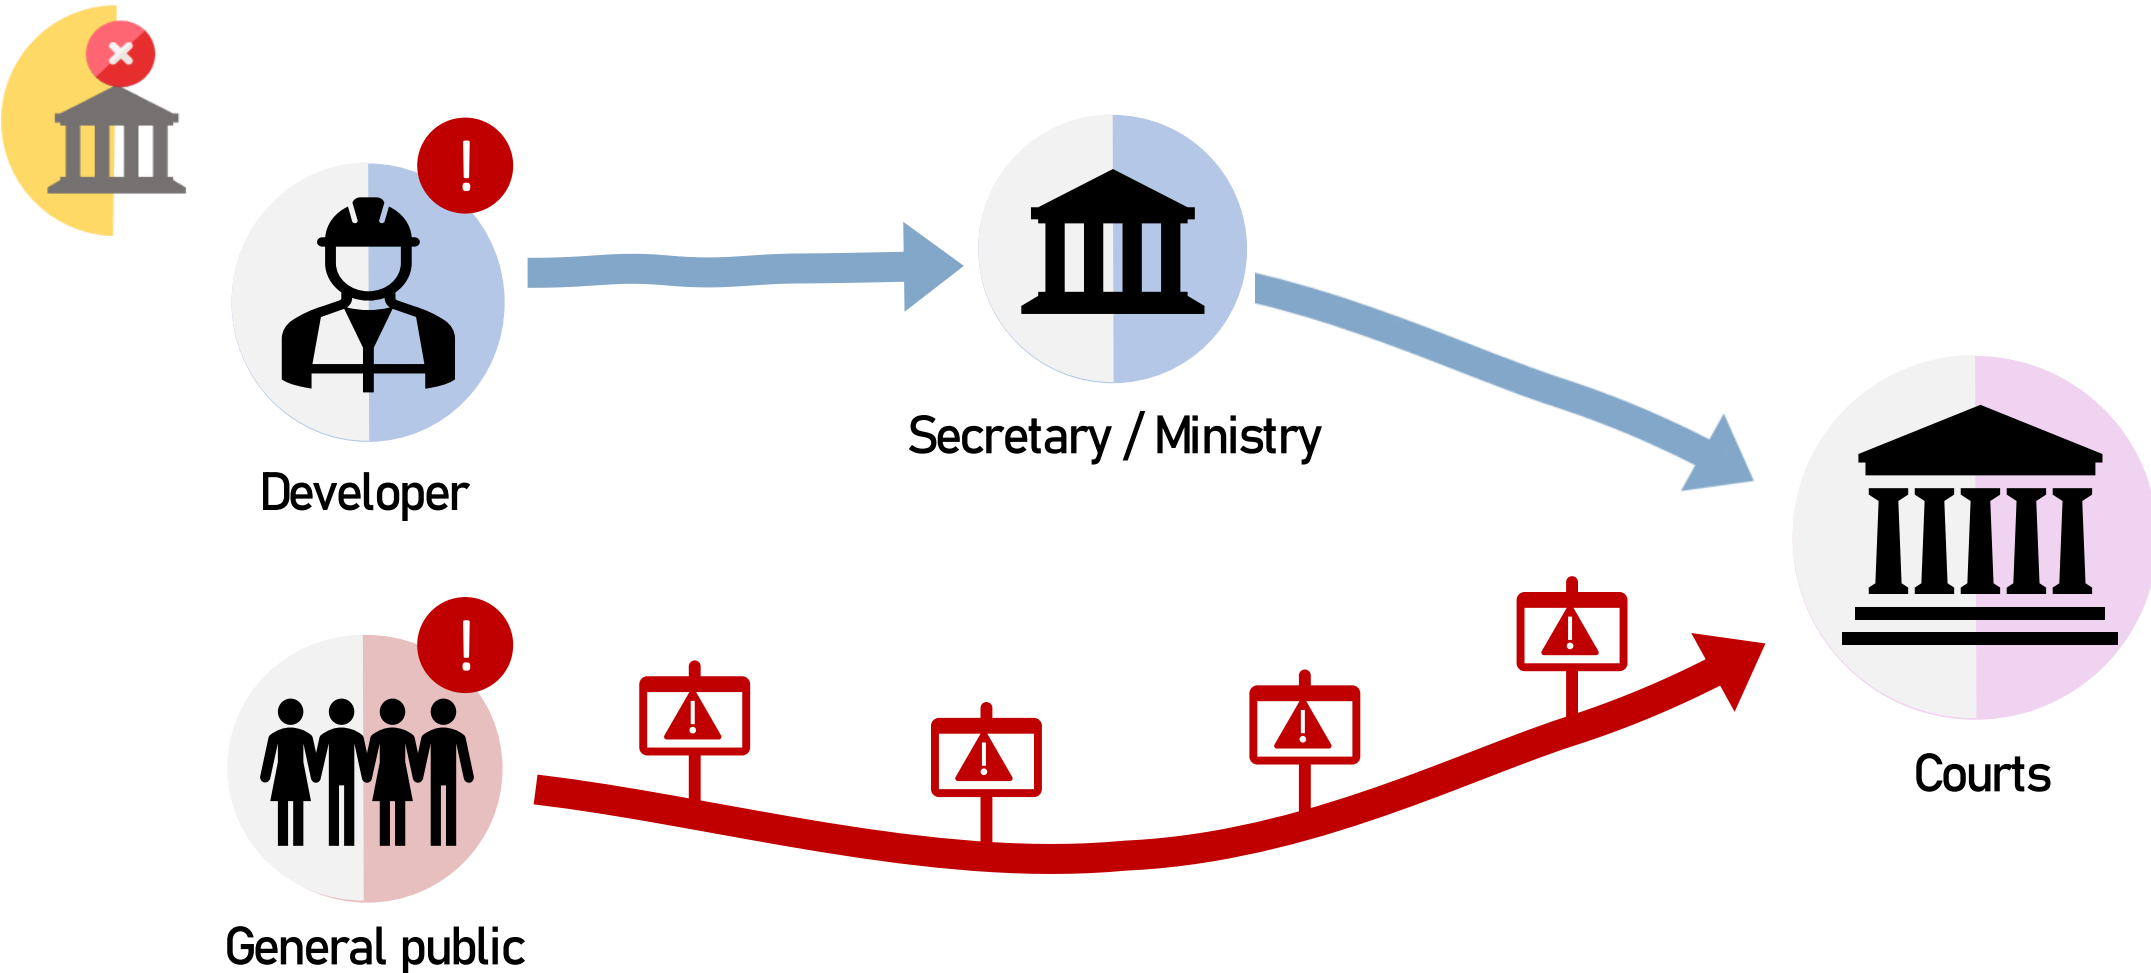 !
Developer
Secretary / Ministry
!
General public
Courts